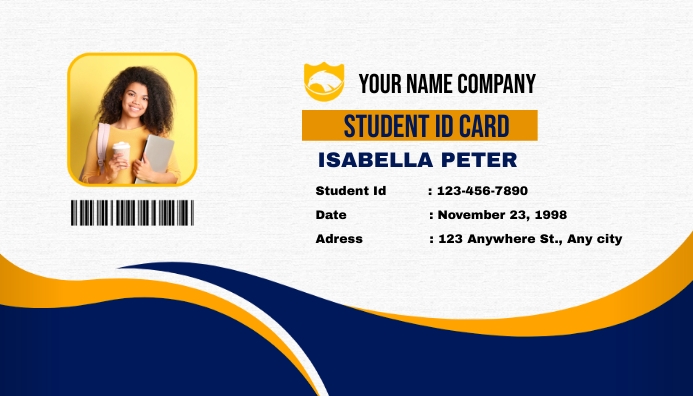 YOUR NAME COMPANY
STUDENT ID CARD
ISABELLA PETER
Student Id : 123-456-7890
Date : November 23, 1998
Adress : 123 Anywhere St., Any city